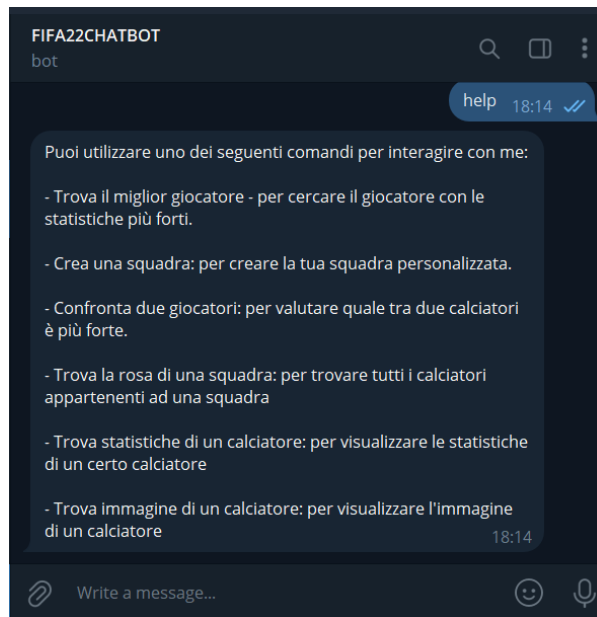 FIFA22CHATBOT
bot
help 18:14
Puoi utilizzare uno dei seguenti comandi per interagire con me:
- Trova il miglior giocatore - per cercare il giocatore con le
statistiche più forti.
- Crea una squadra: per creare la tua squadra personalizzata.
- Confronta due giocatori: per valutare quale tra due calciatori
è più forte.
- Trova la rosa di una squadra: per trovare tutti i calciatori
appartenenti ad una squadra
- Trova statistiche di un calciatore: per visualizzare le statistiche
di un certo calciatore
- Trova immagine di un calciatore: per visualizzare l'immagine
di un calciatore
18:14
Write a message...